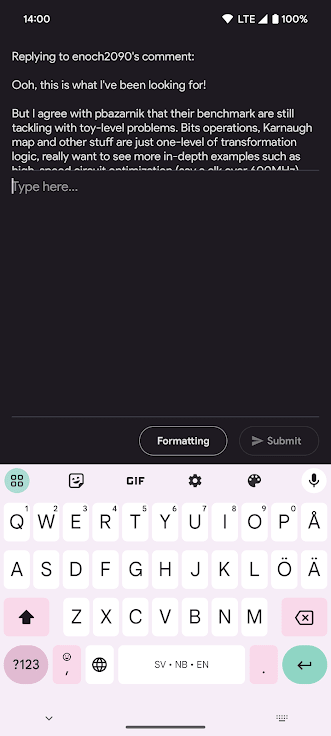 14:00
LTE
100%
Replying to enoch2090's comment:
Ooh, this is what I've been looking for!
But I agree with pbazarnik that their benchmark are still
tackling with toy-level problems. Bits operations, Karnaugh
map and other stuff are just one-level of transformation
logic, really want to see more in-depth examples such as
high-speed circuit optimization (say a clk over 600MHz)
Type here...
Formatting
Submit
GIF
1 2 3 4 5 6 7 8 9 0
Q W E R T Y U I O P Å
A S D F G H J K L Ö Ä
Z X C V B N M
?123 , SV • NB • EN .